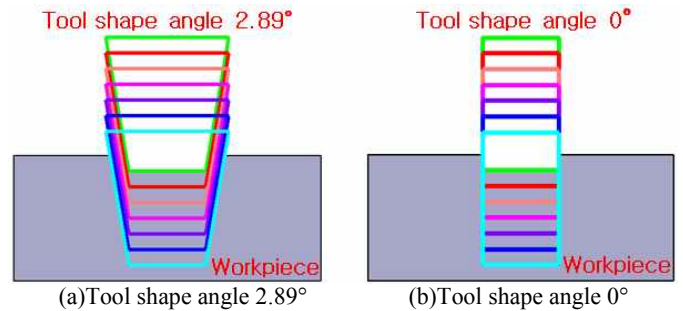 Tool shape angle 2.89°
Tool shape angle 0°
Workpiece
Workpiece
(a)Tool shape angle 2.89°
(b)Tool shape angle 0°